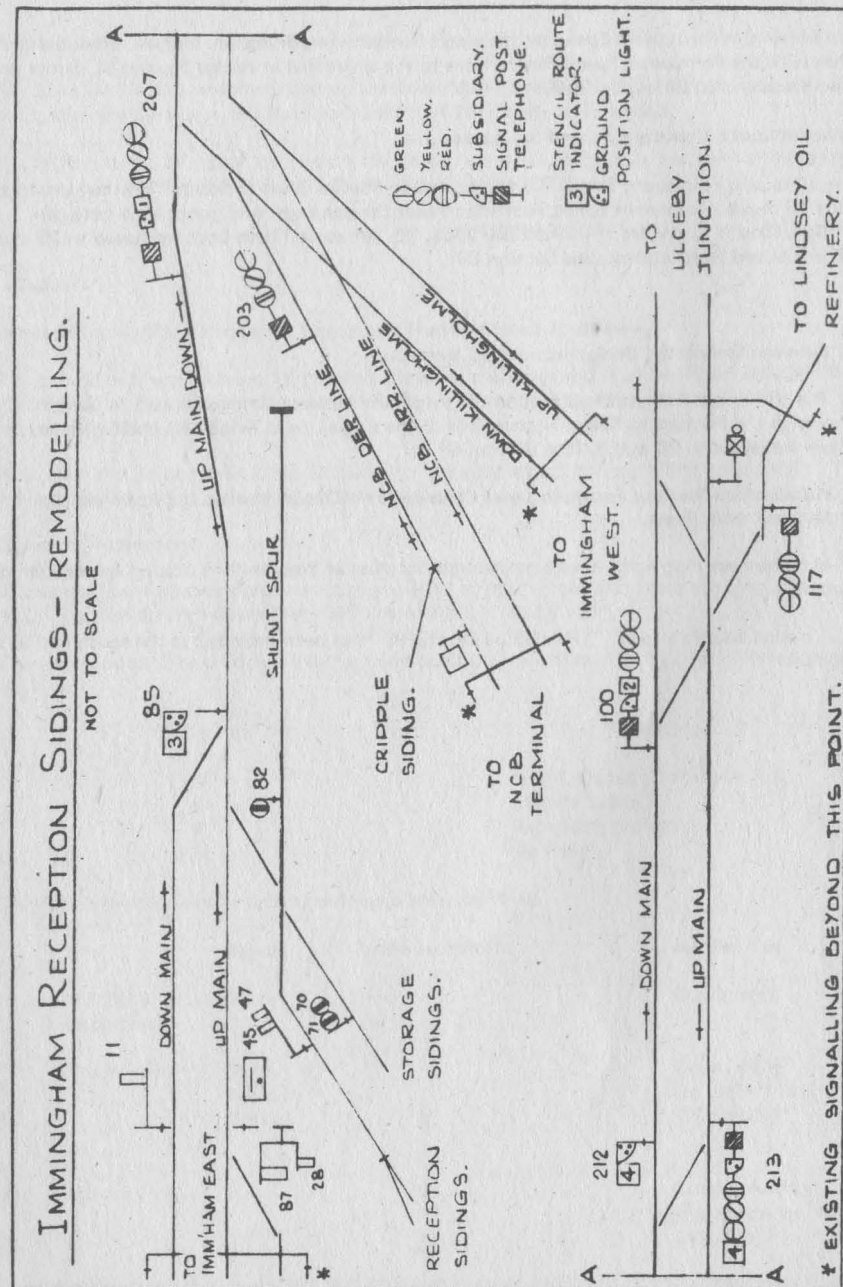 IMMINGHAM RECEPTION SIDINGS – REMODELLING.
NOT TO SCALE
A
A
207
2
1
GREEN
YELLOW.
RED.
SUBSIDIARY.
SIGNAL POST
TELEPHONE.
3
STENCIL ROUTE
INDICATOR.
GROUND
POSITION LIGHT.
203
UP MAIN DOWN
NCB DEP LINE
NCB ARR LINE
DOWN KILLINGHOLME
UP KILLINGHOLME
*
85
3
SHUNT SPUR
82
CRIPPLE
SIDING.
*
TO
NCB
TERMINAL
11
DOWN MAIN
UP MAIN
45
47
70
71
STORAGE
SIDINGS.
TO
IMM'HAM EAST
87
28
*
RECEPTION
SIDINGS.
TO
ULCEBY
JUNCTION.
TO
IMMINGHAM
WEST.
TO LINDSEY OIL
REFINERY.
*
100
2
117
DOWN MAIN
UP MAIN
212
4
213
4
A
A
* EXISTING SIGNALLING BEYOND THIS POINT.